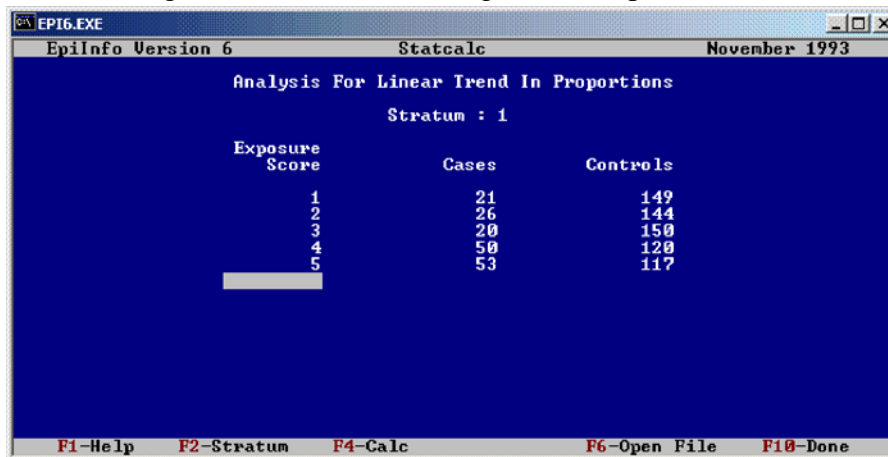 EPI6.EXE
EpiInfo Version 6 Statcalc November 1993
Analysis For Linear Trend In Proportions
Stratum : 1
Exposure
Score Cases Controls
1 21 149
2 26 144
3 20 150
4 50 120
5 53 117
F1-Help F2-Stratum F4-Calc F6-Open File F10-Done